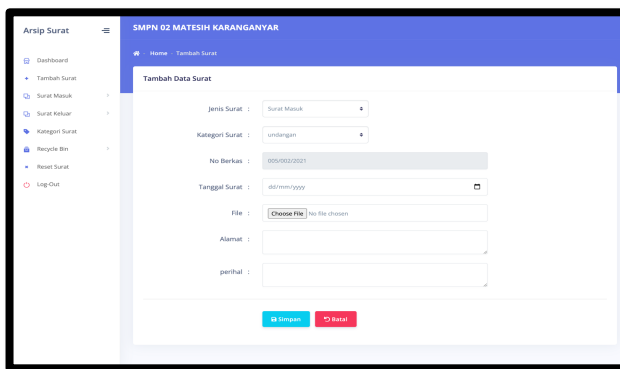 Arsip Surat
Dashboard
Tambah Surat
Surat Masuk
Surat Keluar
Kategori Surat
Recycle Bin
Reset Surat
Log-Out
SMPN 02 MATESIH KARANGANYAR
Home - Tambah Surat
Tambah Data Surat
Jenis Surat : Surat Masuk
Kategori Surat : undangan
No Berkas : 005/002/2021
Tanggal Surat : dd/mm/yyyy
File : Choose File No file chosen
Alamat :
perihal :
Simpan Batal